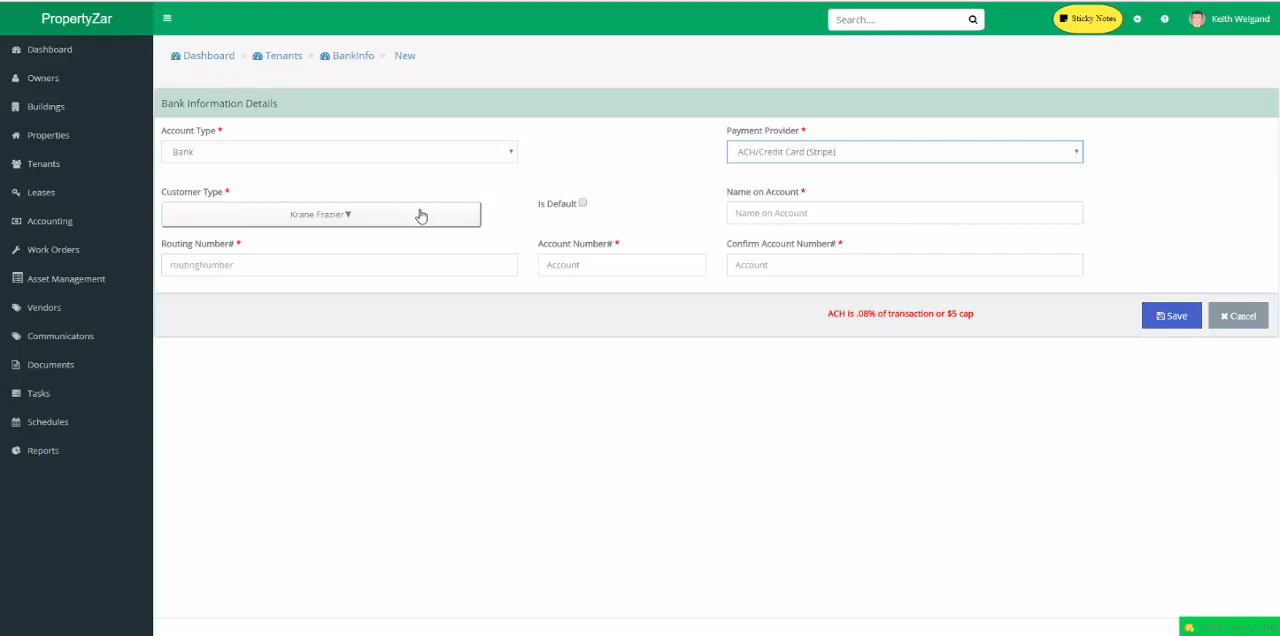 PropertyZar
Search....
Sticky Notes
Keith Weigand
Dashboard
Owners
Buildings
Properties
Tenants
Leases
Accounting
Work Orders
Asset Management
Vendors
Communicatons
Documents
Tasks
Schedules
Reports
Dashboard > Tenants > BankInfo > New
Bank Information Details
Account Type *
Payment Provider *
Bank
ACH/Credit Card (Stripe)
Customer Type *
Is Default
Name on Account *
Krane Frazier▼
Name on Account
Routing Number# *
Account Number# *
Confirm Account Number# *
routingNumber
Account
Account
ACH is .08% of transaction or $5 cap
Save
Cancel